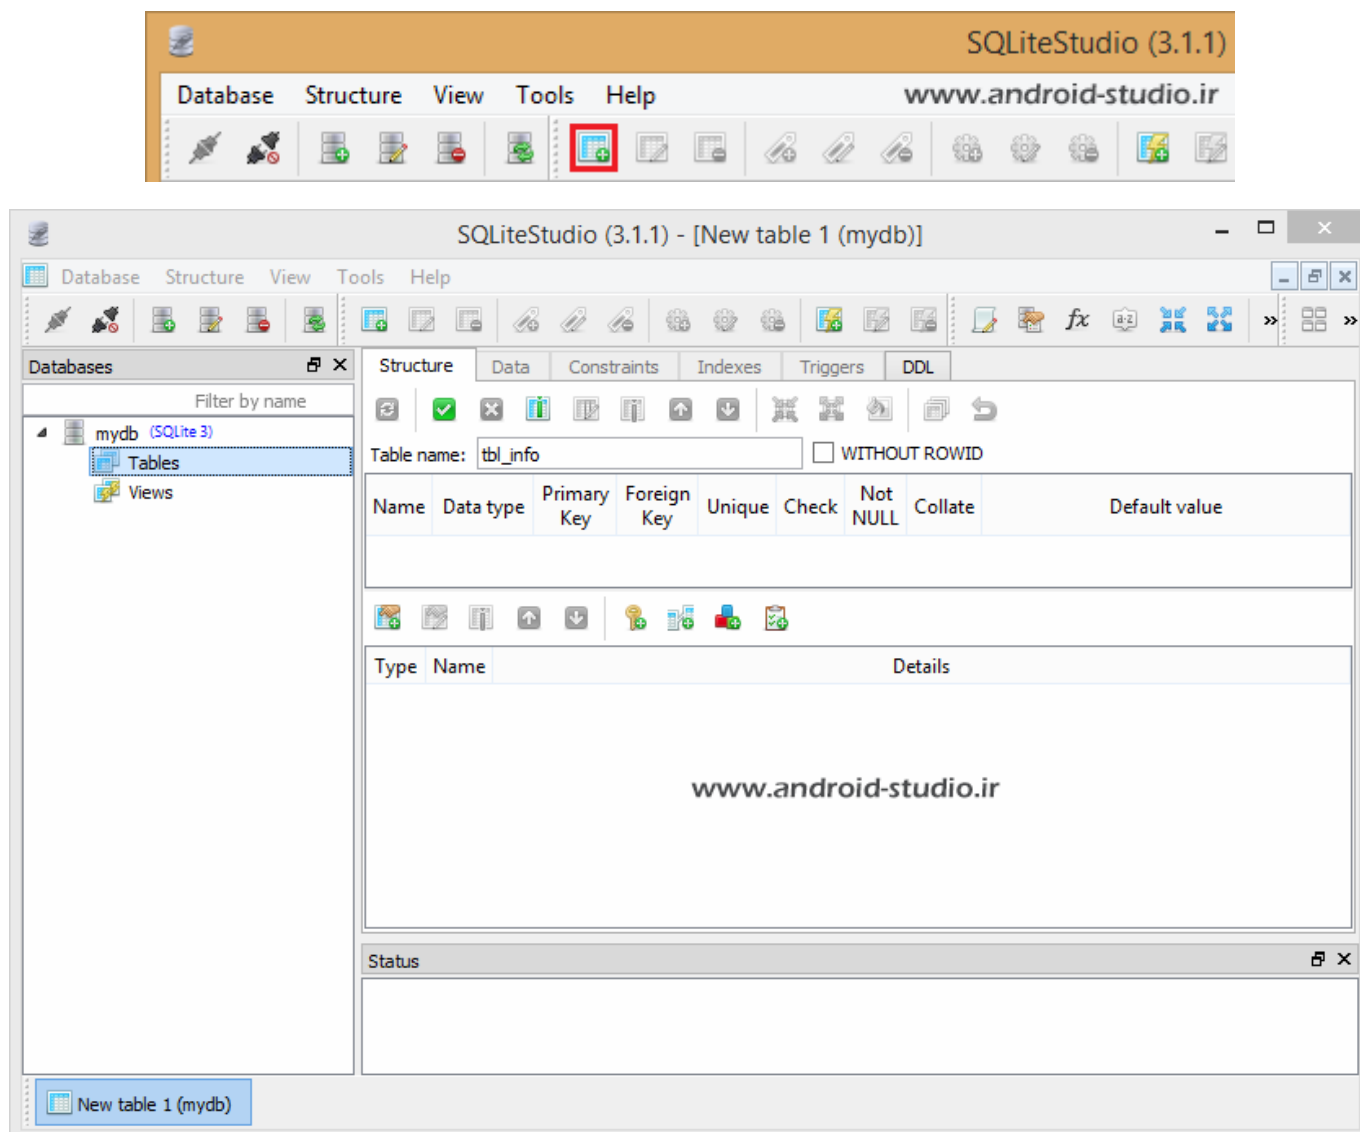 SQLiteStudio (3.1.1)
Database Structure View Tools Help www.android-studio.ir
SQLiteStudio (3.1.1) - [New table 1 (mydb)]
Database Structure View Tools Help
fx a-z » »
Databases
Structure Data Constraints Indexes Triggers DDL
Filter by name
mydb (SQLite 3)
Tables
Views
Table name: tbl_info WITHOUT ROWID
Name Data type Primary Key Foreign Key Unique Check Not NULL Collate Default value
Type Name Details
www.android-studio.ir
Status
New table 1 (mydb)